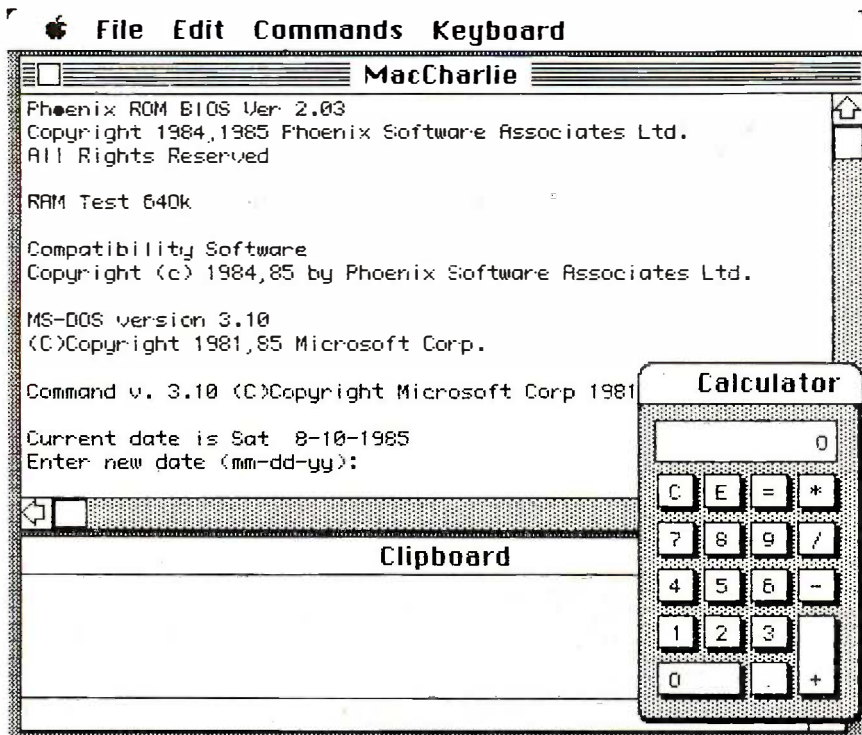 File Edit Commands Keyboard
MacCharlie
Phoenix ROM BIOS Ver 2.03
Copyright 1984,1985 Phoenix Software Associates Ltd.
All Rights Reserved
RAM Test 640k
Compatibility Software
Copyright (c) 1984,85 by Phoenix Software Associates Ltd.
MS-DOS version 3.10
(C)Copyright 1981,85 Microsoft Corp.
Command v. 3.10 (C)Copyright Microsoft Corp 1981
Current date is Sat 8-10-1985
Enter new date (mm-dd-yy):
Calculator
0
C E = *
7 8 9 /
4 5 6 -
1 2 3
0 . +
Clipboard